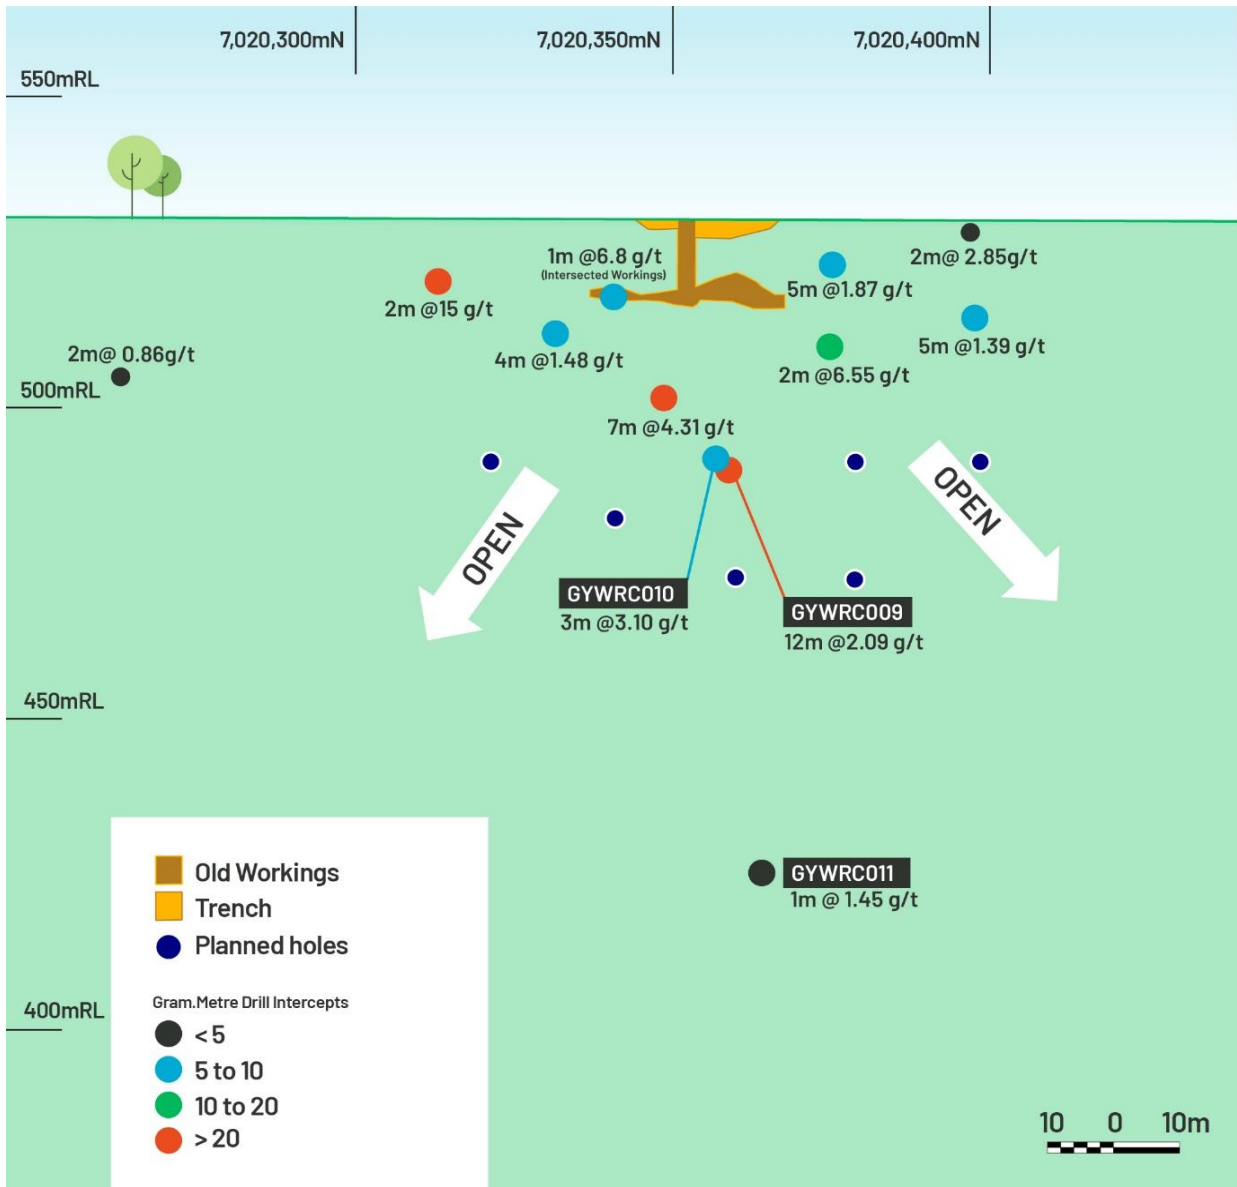 7,020,300mN
7,020,350mN
7,020,400mN
550mRL
1m @6.8 g/t
(Intersected Workings)
2m@ 2.85g/t
5m @1.87 g/t
2m @15 g/t
5m @1.39 g/t
2m@ 0.86g/t
4m @1.48 g/t
2m @6.55 g/t
500mRL
7m @4.31 g/t
OPEN
OPEN
GYWRC010
3m @3.10 g/t
GYWRC009
12m @2.09 g/t
450mRL
GYWRC011
1m @ 1.45 g/t
Old Workings
Trench
Planned holes
Gram.Metre Drill Intercepts
400mRL
< 5
5 to 10
10 to 20
> 20
10 0 10m